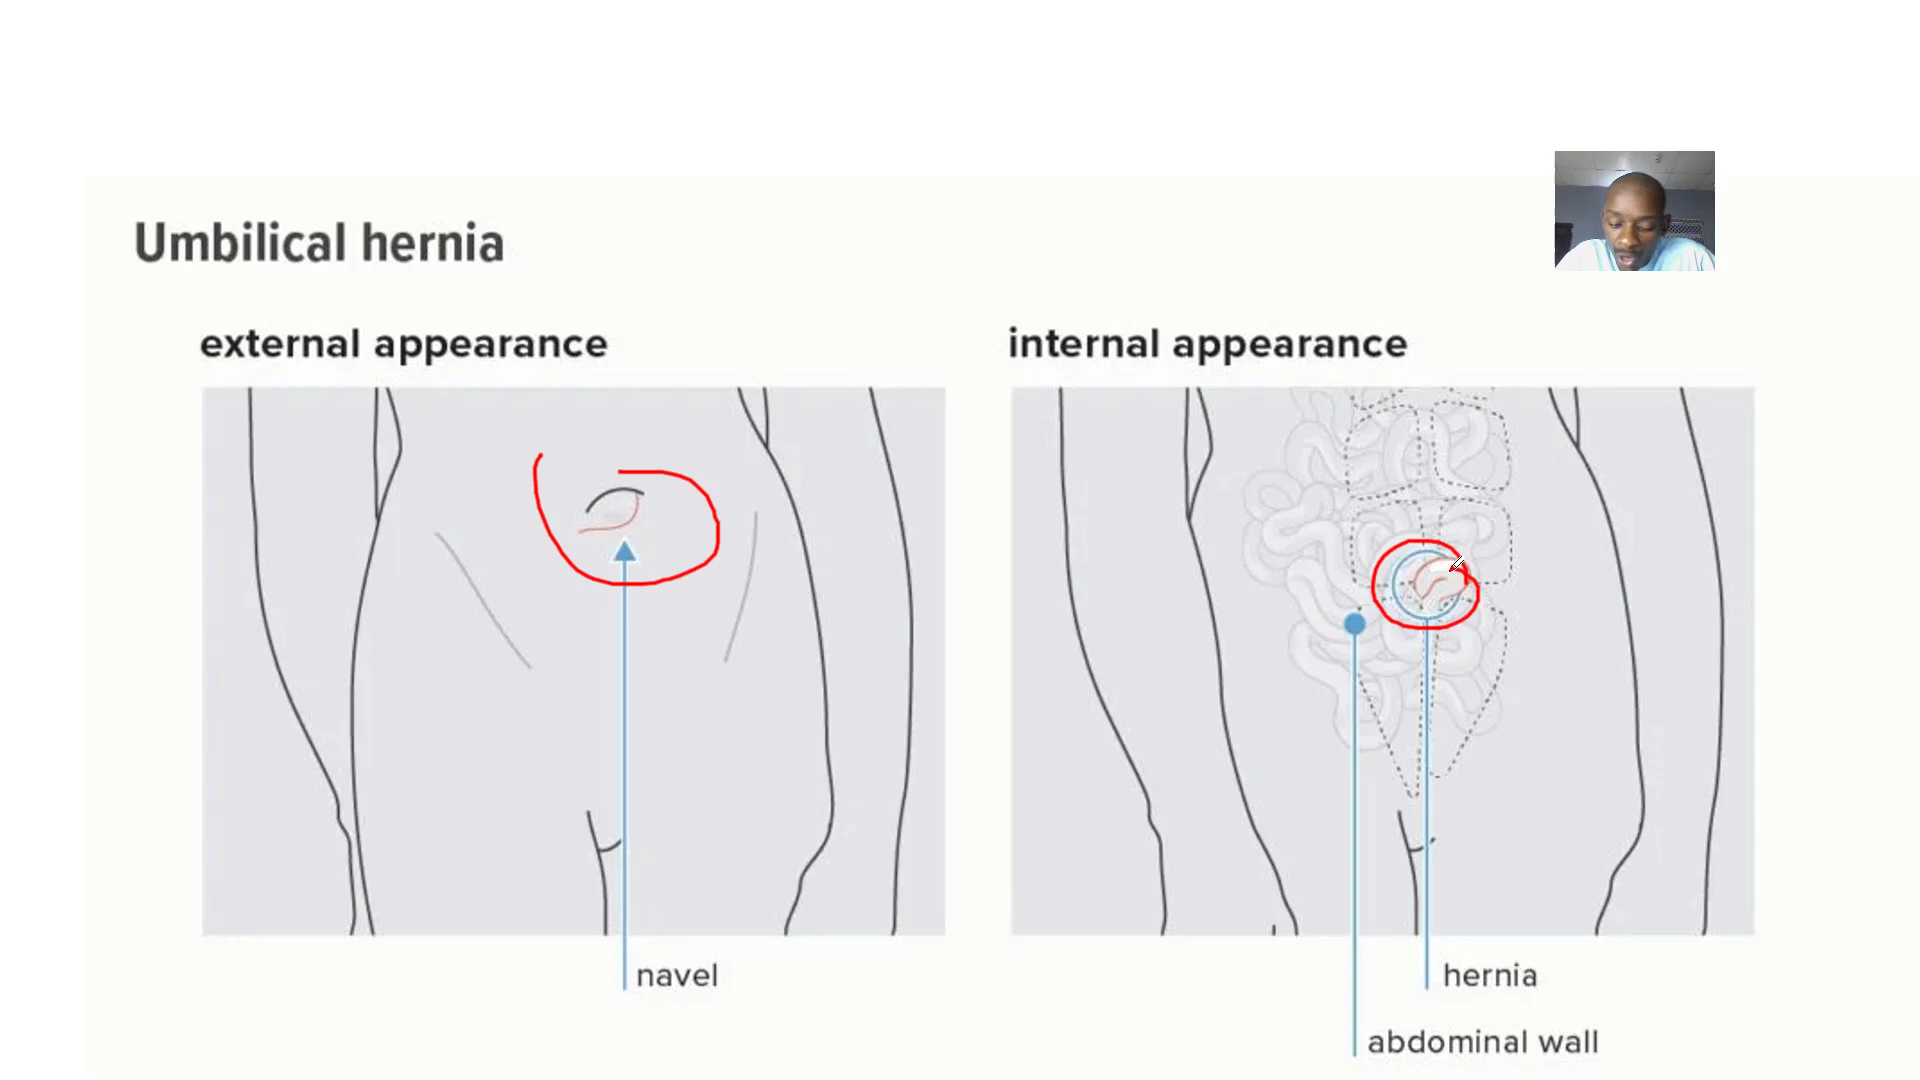 Umbilical hernia
external appearance
internal appearance
navel
hernia
abdominal wall